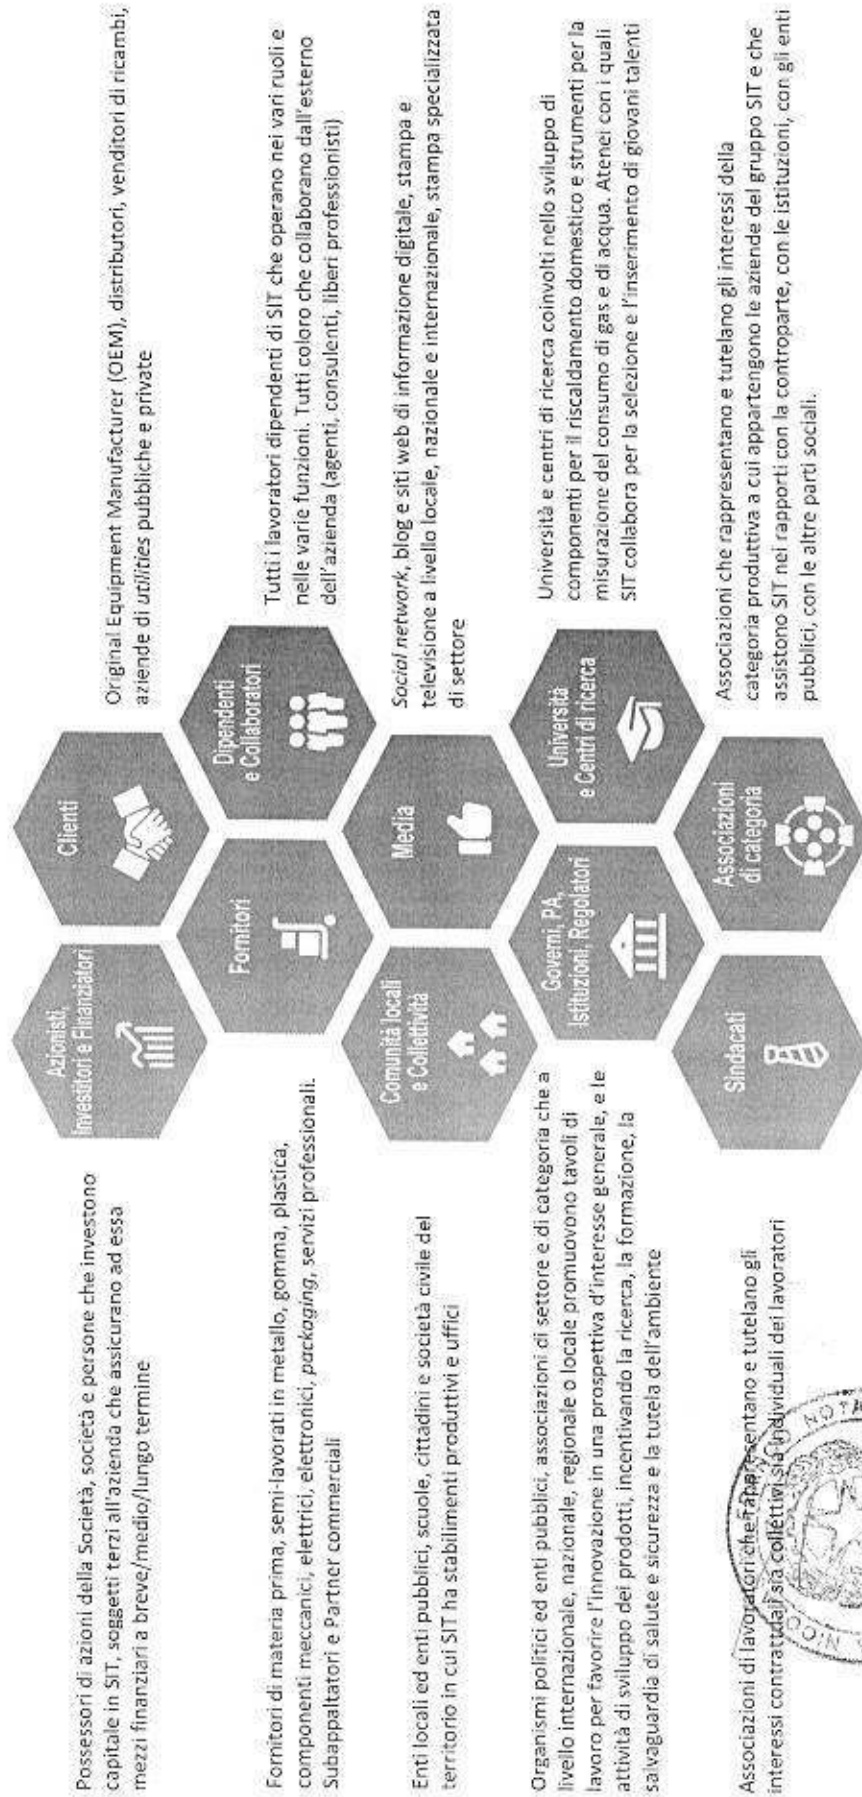 Possessori di azioni della Società, società e persone che investono
capitale in SIT, soggetti terzi all'azienda che assicurano ad essa
mezzi finanziari a breve/medio/lungo termine
Azionisti,
Investitori e Finanziatori
Clienti
Original Equipment Manufacturer (OEM), distributori, venditori di ricambi,
aziende di utilities pubbliche e private
Fornitori di materia prima, semi-lavorati in metallo, gomma, plastica,
componenti meccanici, elettrici, elettronici, packaging, servizi professionali.
Subappaltatori e Partner commerciali
Fornitori
Dipendenti
e Collaboratori
Tutti i lavoratori dipendenti di SIT che operano nei vari ruoli e
nelle varie funzioni. Tutti coloro che collaborano dall'esterno
dell'azienda (agenti, consulenti, liberi professionisti)
Enti locali ed enti pubblici, scuole, cittadini e società civile del
territorio in cui SIT ha stabilimenti produttivi e uffici
Comunità locali
e Collettività
Media
Social network, blog e siti web di informazione digitale, stampa e
televisione a livello locale, nazionale e internazionale, stampa specializzata
di settore
Organismi politici ed enti pubblici, associazioni di settore e di categoria che a
livello internazionale, nazionale, regionale o locale promuovono tavoli di
lavoro per favorire l'innovazione in una prospettiva d'interesse generale, e le
attività di sviluppo dei prodotti, incentivando la ricerca, la formazione, la
salvaguardia di salute e sicurezza e la tutela dell'ambiente
Governi, PA,
Istituzioni, Regolatori
Università
e Centri di ricerca
Università e centri di ricerca coinvolti nello sviluppo di
componenti per il riscaldamento domestico e strumenti per la
misurazione del consumo di gas e di acqua. Atenei con i quali
SIT collabora per la selezione e l'inserimento di giovani talenti
Associazioni di lavoratori che rappresentano e tutelano gli
interessi contrattuali sia collettivi sia individuali dei lavoratori
Sindacati
Associazioni
di categoria
Associazioni che rappresentano e tutelano gli interessi della
categoria produttiva a cui appartengono le aziende del gruppo SIT e che
assistono SIT nei rapporti con la controparte, con le istituzioni, con gli enti
pubblici, con le altre parti sociali.